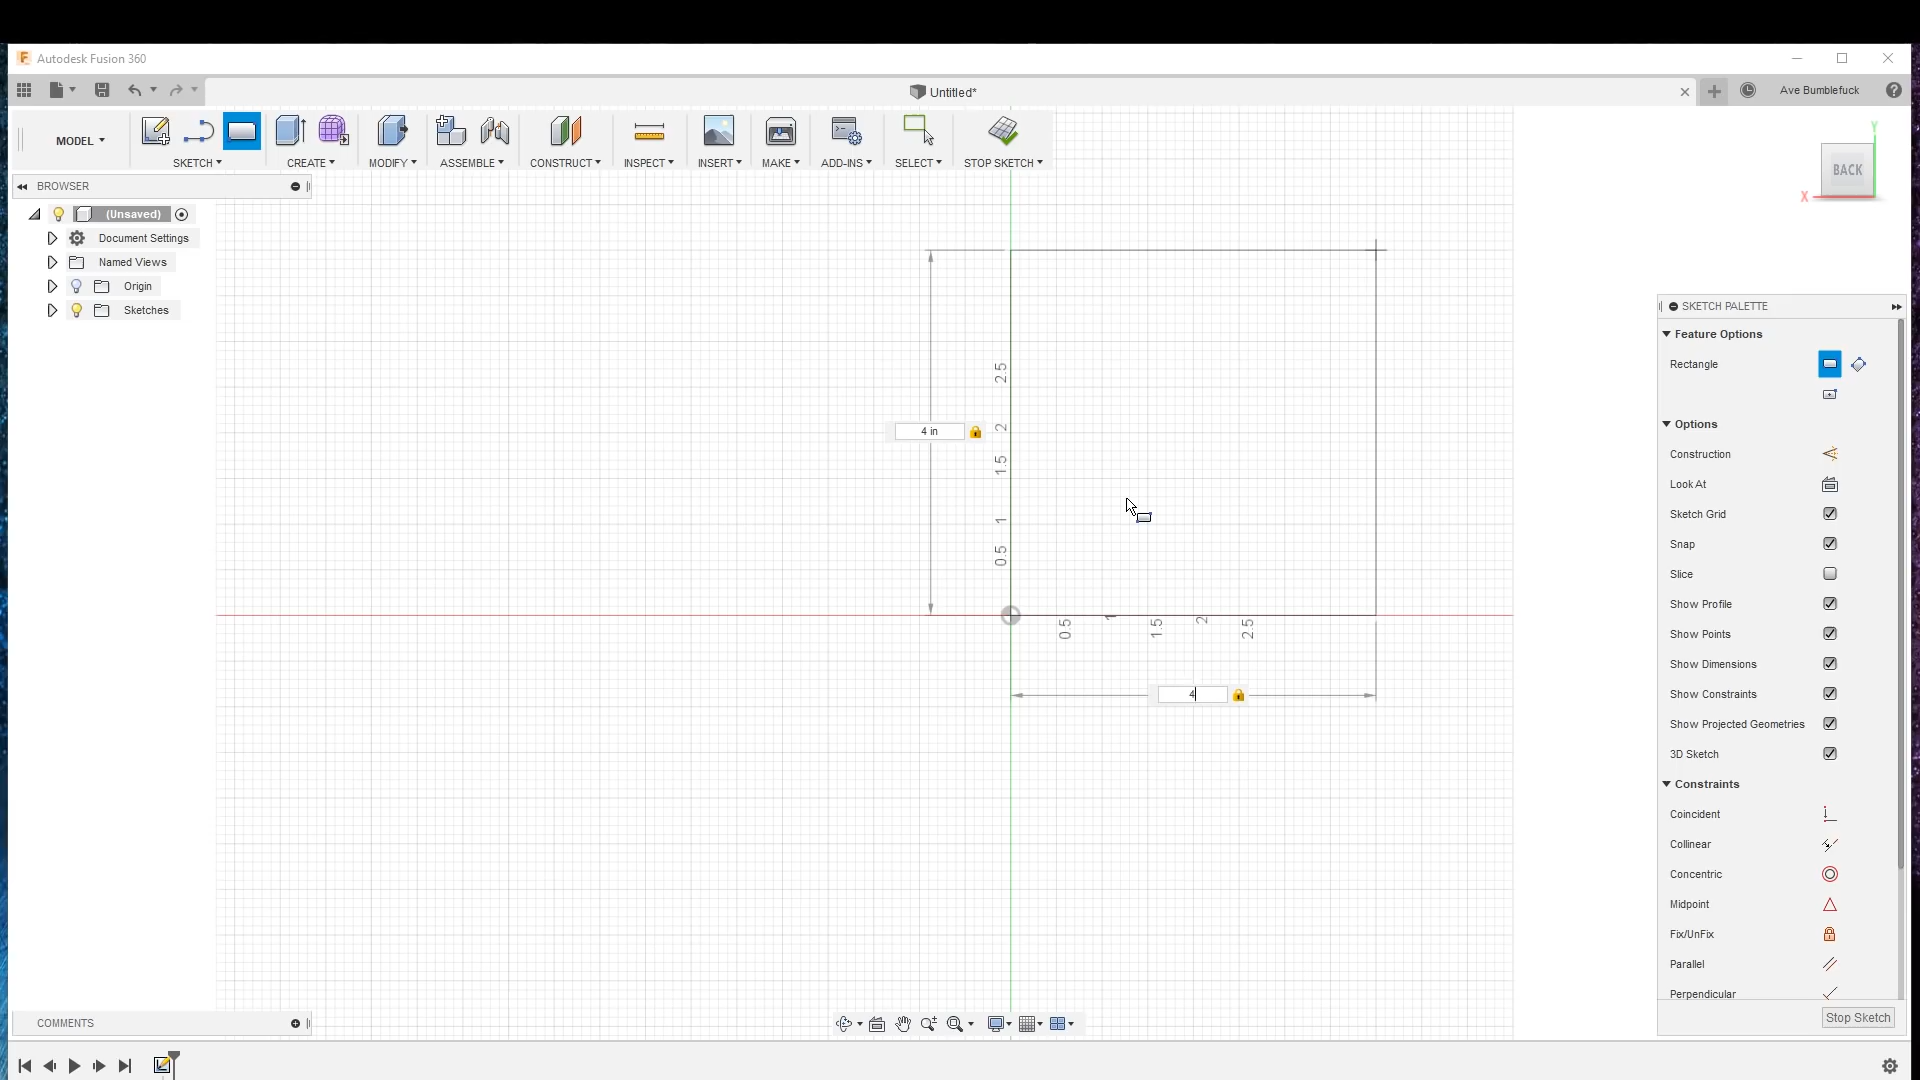 Autodesk Fusion 360
Untitled*
Ave Bumblefuck
MODEL
SKETCH
CREATE
MODIFY
ASSEMBLE
CONSTRUCT
INSPECT
INSERT
MAKE
ADD-INS
SELECT
STOP SKETCH
Y
BACK
X
BROWSER
(Unsaved)
Document Settings
Named Views
Origin
Sketches
2.5
2
1.5
1
0.5
4 in
0.5
1
1.5
2
2.5
4
SKETCH PALETTE
Feature Options
Rectangle
Options
Construction
Look At
Sketch Grid
Snap
Slice
Show Profile
Show Points
Show Dimensions
Show Constraints
Show Projected Geometries
3D Sketch
Constraints
Coincident
Collinear
Concentric
Midpoint
Fix/UnFix
Parallel
Perpendicular
Stop Sketch
COMMENTS